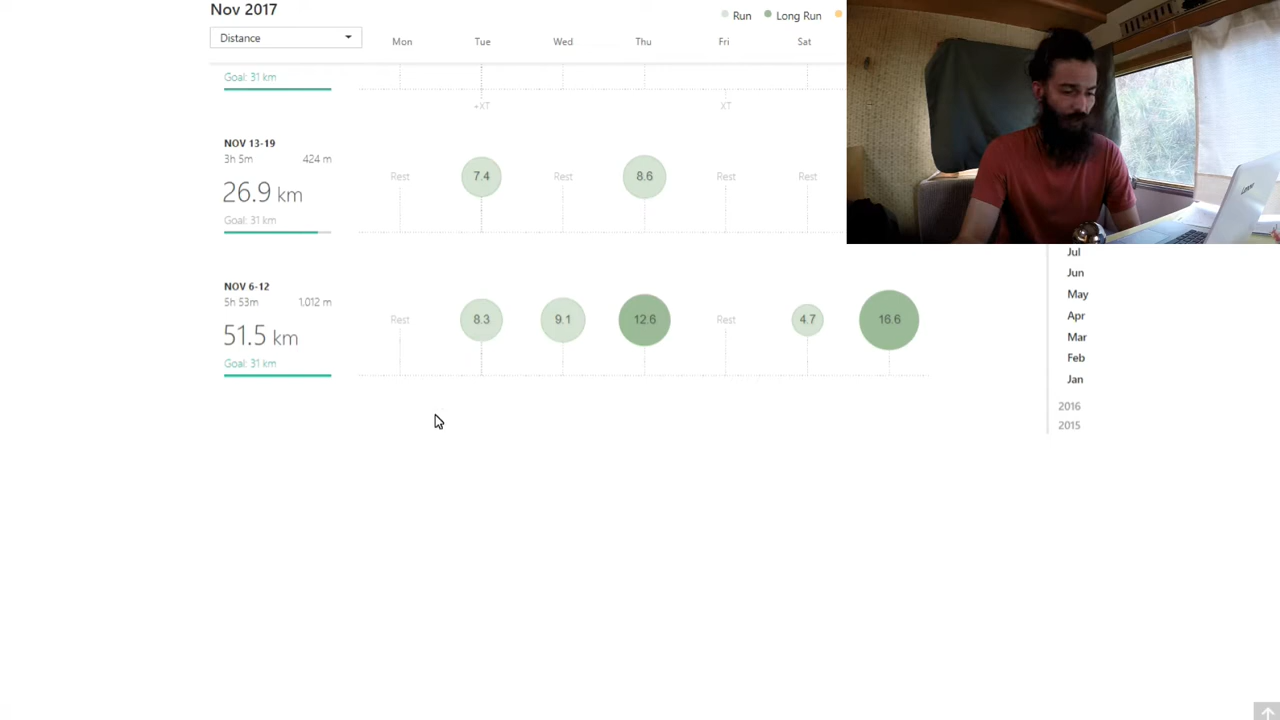 Nov 2017
Run Long Run
Distance
Mon Tue Wed Thu Fri Sat
Goal: 31 km
+XT XT
NOV 13-19
3h 5m 424 m
26.9 km
Goal: 31 km
Rest 7.4 Rest 8.6 Rest Rest
NOV 6-12
5h 53m 1,012 m
51.5 km
Goal: 31 km
Rest 8.3 9.1 12.6 Rest 4.7 16.6
Jul
Jun
May
Apr
Mar
Feb
Jan
2016
2015